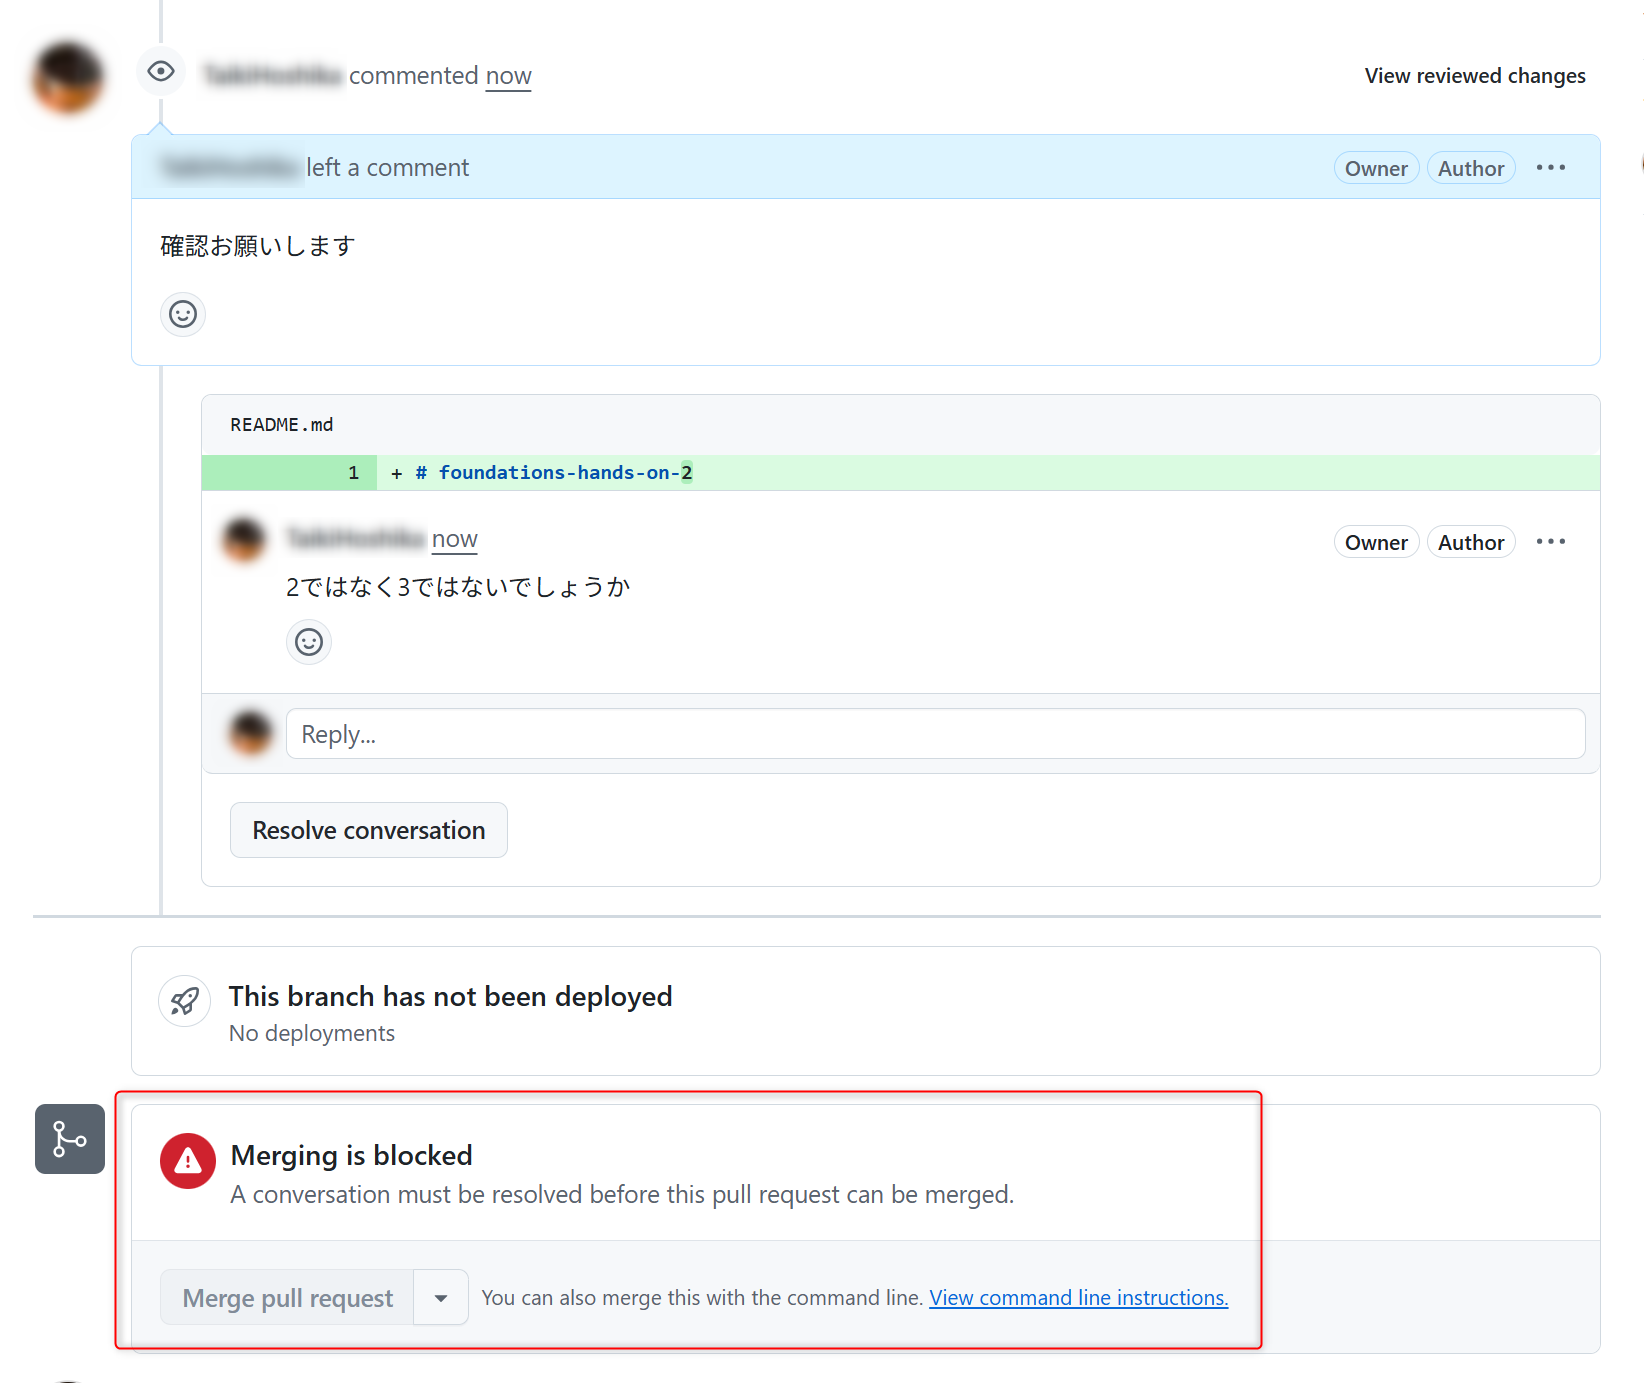 commented now
View reviewed changes
left a comment
Owner
Author
確認お願いします
README.md
1 + # foundations-hands-on-2
now
Owner
Author
2ではなく3ではないでしょうか
Reply...
Resolve conversation
This branch has not been deployed
No deployments
Merging is blocked
A conversation must be resolved before this pull request can be merged.
Merge pull request
You can also merge this with the command line. View command line instructions.